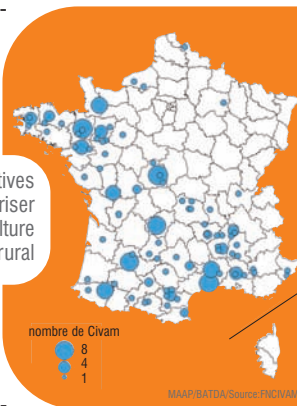 tives
riser
lture
rural
nombre de Civam
8
4
1
MAAP/BATDA/Source:FNCIVAM